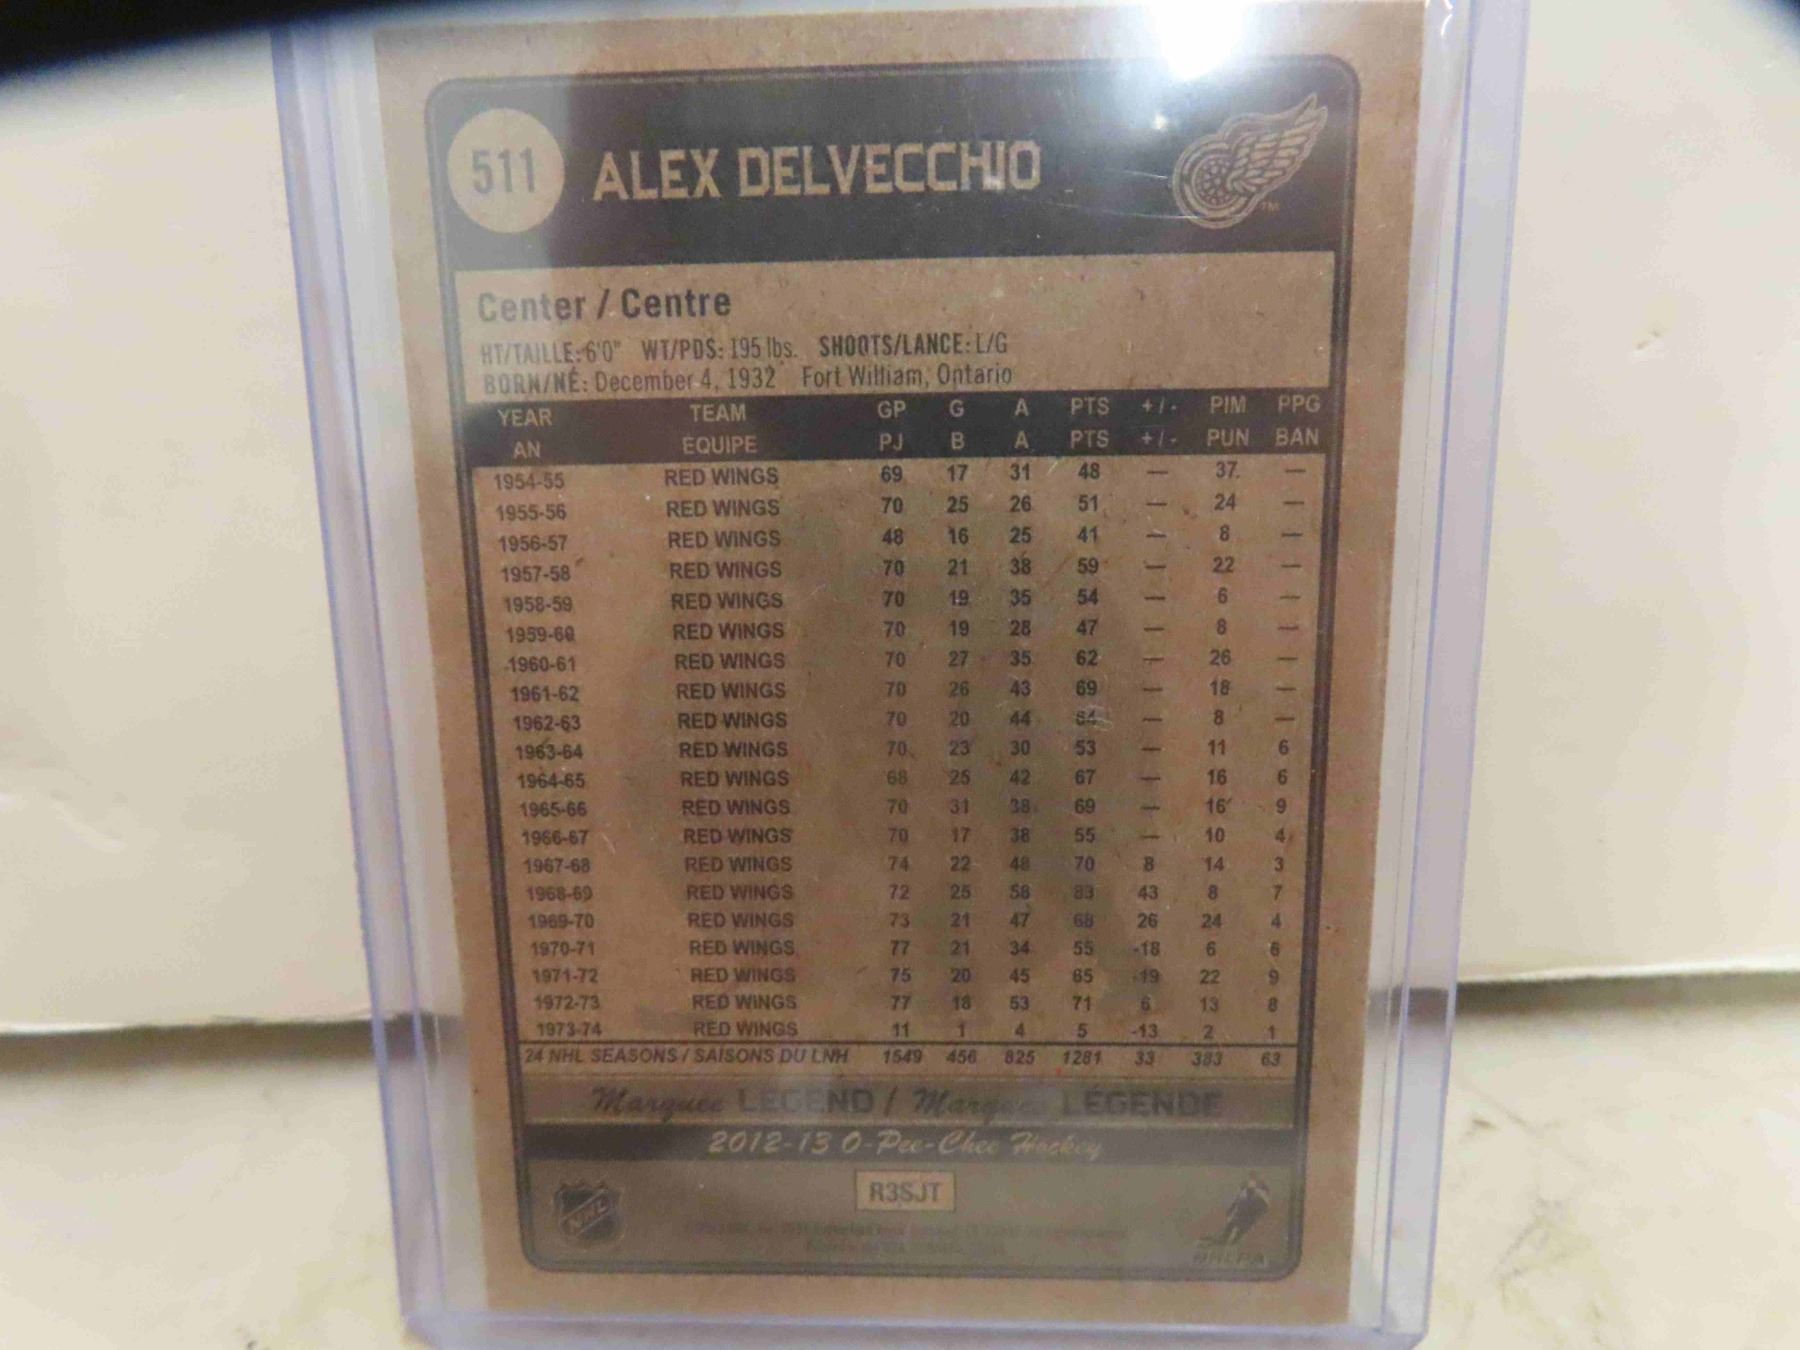 511 ALEX DELVECCHIO
TM
Center / Centre
HT/TAILLE: 6'0" WT/PDS: 195 lbs. SHOOTS/LANCE: L/G
BORN/NÉ: December 4, 1932 Fort William, Ontario
YEAR TEAM GP G A PTS +/- PIM PPG
AN EQUIPE PJ B A PTS +/- PUN BAN
1954-55 RED WINGS 69 17 31 48 — 37 —
1955-56 RED WINGS 70 25 26 51 — 24 —
1956-57 RED WINGS 48 16 25 41 — 8 —
1957-58 RED WINGS 70 21 38 59 — 22 —
1958-59 RED WINGS 70 19 35 54 — 6 —
1959-60 RED WINGS 70 19 28 47 — 8 —
1960-61 RED WINGS 70 27 35 62 — 26 —
1961-62 RED WINGS 70 26 43 69 — 18 —
1962-63 RED WINGS 70 20 44 64 — 8 —
1963-64 RED WINGS 70 23 30 53 — 11 6
1964-65 RED WINGS 68 25 42 67 — 16 6
1965-66 RED WINGS 70 31 38 69 — 16 9
1966-67 RED WINGS 70 17 38 55 — 10 4
1967-68 RED WINGS 74 22 48 70 8 14 3
1968-69 RED WINGS 72 25 58 83 43 8 7
1969-70 RED WINGS 73 21 47 68 26 24 4
1970-71 RED WINGS 77 21 34 55 -18 6 6
1971-72 RED WINGS 75 20 45 65 -19 22 9
1972-73 RED WINGS 77 18 53 71 6 13 8
1973-74 RED WINGS 11 1 4 5 -13 2 1
24 NHL SEASONS / SAISONS DU LNH 1549 456 825 1281 33 383 63
Marquee LEGEND / Marquee LÉGENDE
2012-13 O-Pee-Chee Hockey
R3SJT
NHL
NHLPA